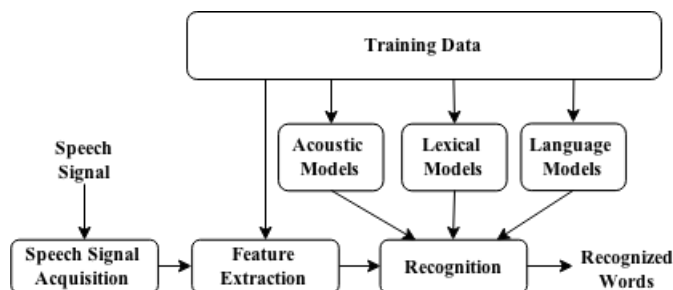 Training Data
Acoustic
Models
Lexical
Models
Language
Models
Speech
Signal
Speech Signal
Acquisition
Feature
Extraction
Recognition
Recognized
Words